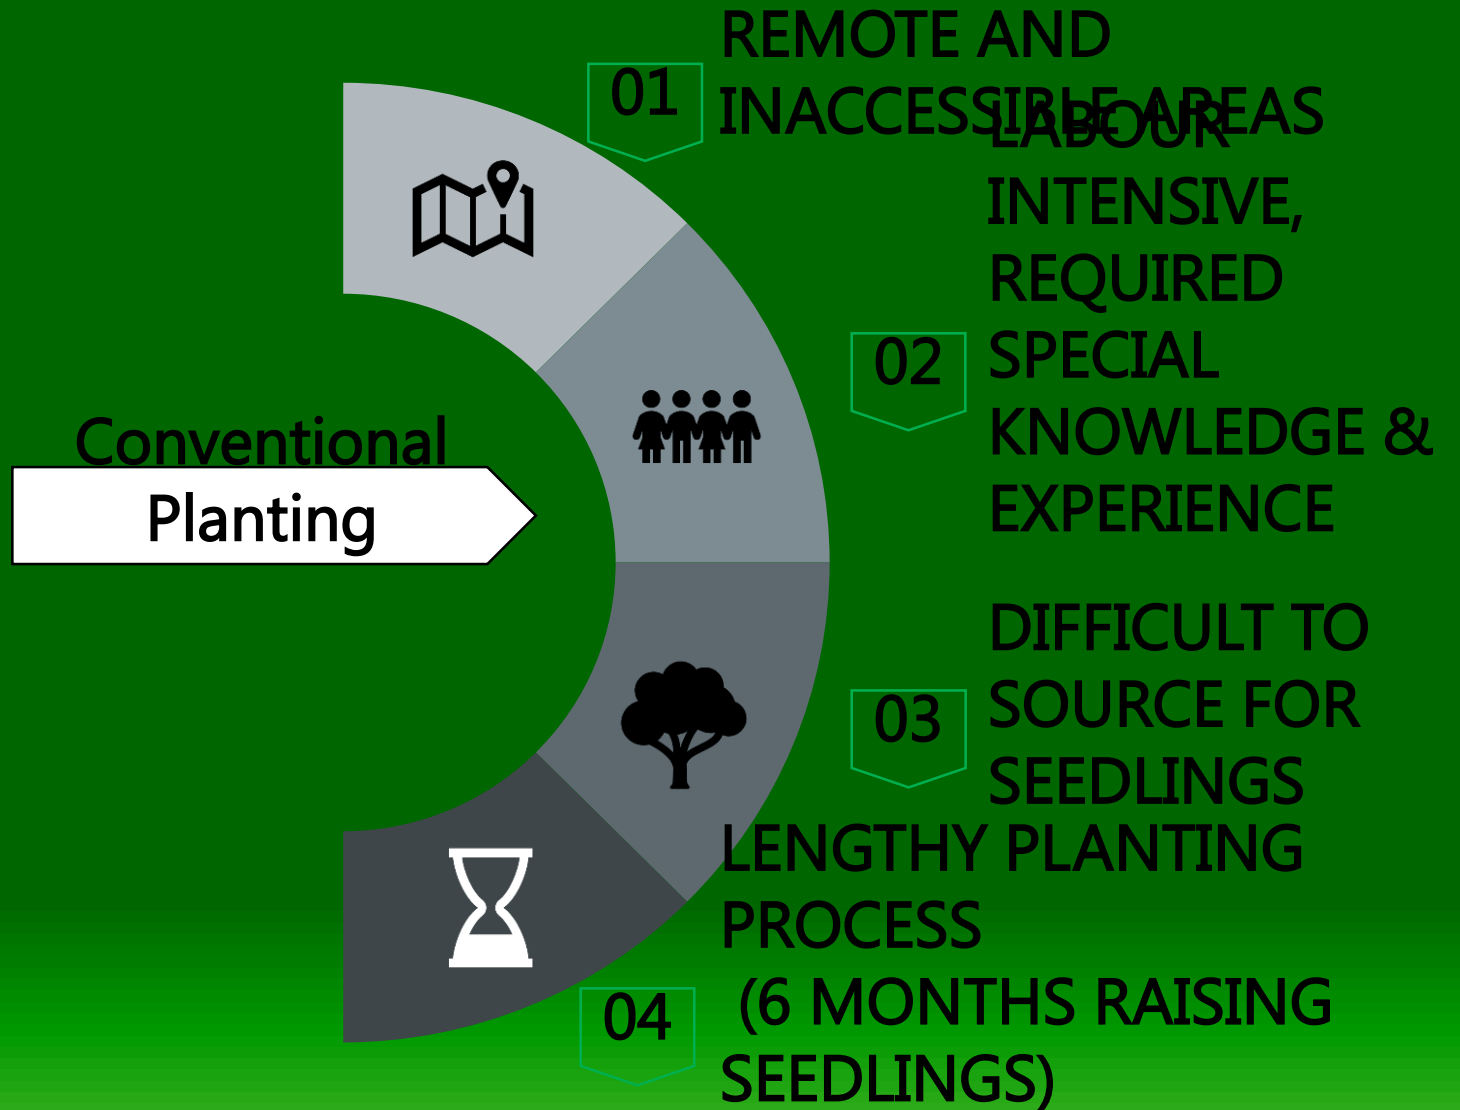 Conventional
Planting
01
REMOTE AND
INACCESSIBLE AREAS
02
LABOUR
INTENSIVE,
REQUIRED
SPECIAL
KNOWLEDGE &
EXPERIENCE
03
DIFFICULT TO
SOURCE FOR
SEEDLINGS
04
LENGTHY PLANTING
PROCESS
(6 MONTHS RAISING
SEEDLINGS)